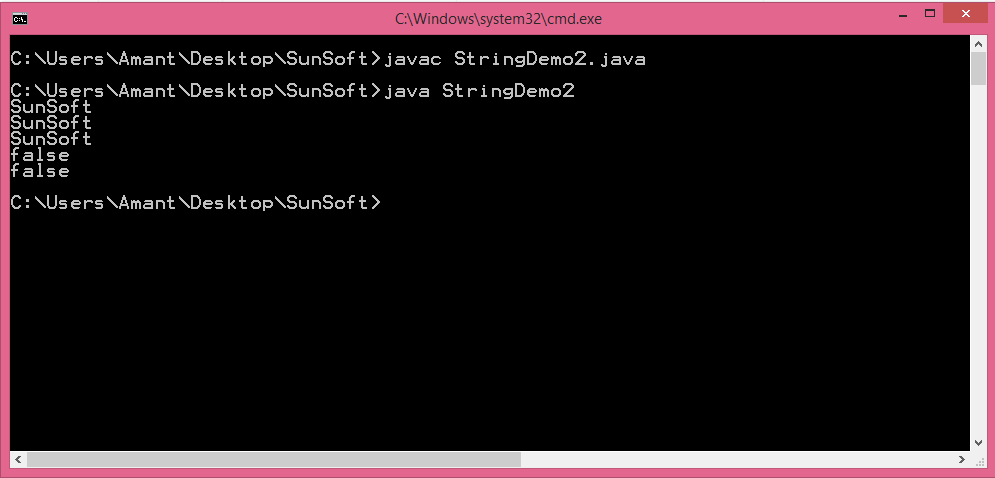 C:\Windows\system32\cmd.exe
C:\Users\Amant\Desktop\SunSoft>javac StringDemo2.java
C:\Users\Amant\Desktop\SunSoft>java StringDemo2
SunSoft
SunSoft
SunSoft
false
false
C:\Users\Amant\Desktop\SunSoft>